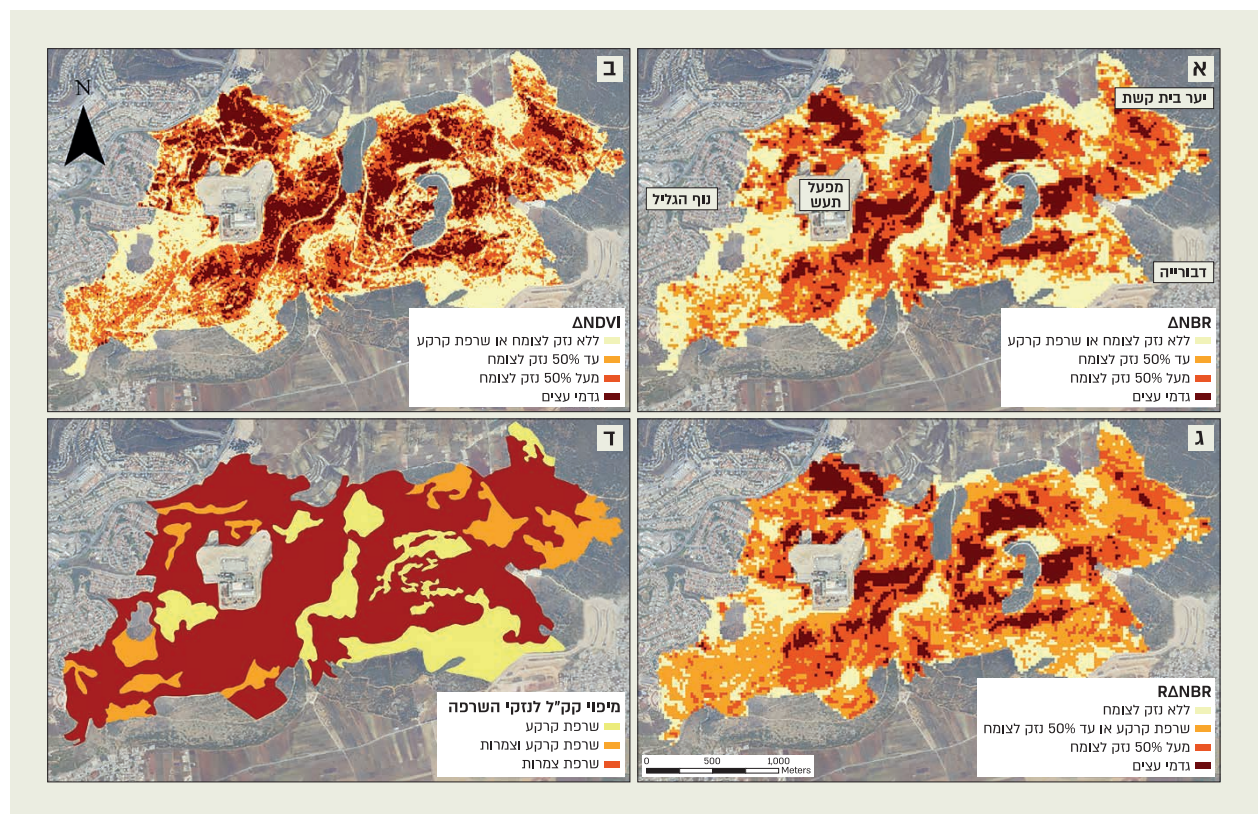 א
יער בית קשת
מפעל
תעש
נוף הגליל
דבורייה
ΔNBR
ללא נזק לצומח או שרפת קרקע
עד 50% נזק לצומח
מעל 50% נזק לצומח
גדמי עצים
ב
N
ΔNDVI
ללא נזק לצומח או שרפת קרקע
עד 50% נזק לצומח
מעל 50% נזק לצומח
גדמי עצים
ג
RΔNBR
ללא נזק לצומח
שרפת קרקע או עד 50% נזק לצומח
מעל 50% נזק לצומח
גדמי עצים
0 500 1,000
Meters
ד
מיפוי קק"ל לנזקי השרפה
שרפת קרקע
שרפת קרקע וצמרות
שרפת צמרות